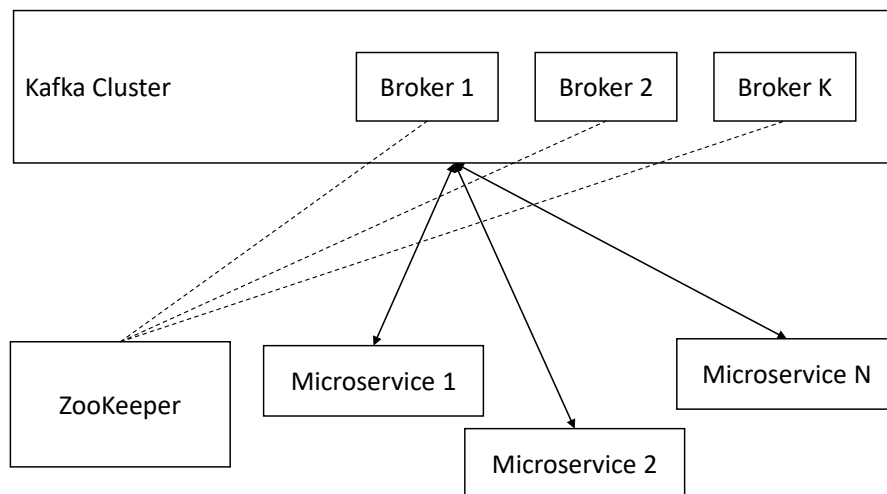 Kafka Cluster
Broker 1
Broker 2
Broker K
ZooKeeper
Microservice 1
Microservice 2
Microservice N